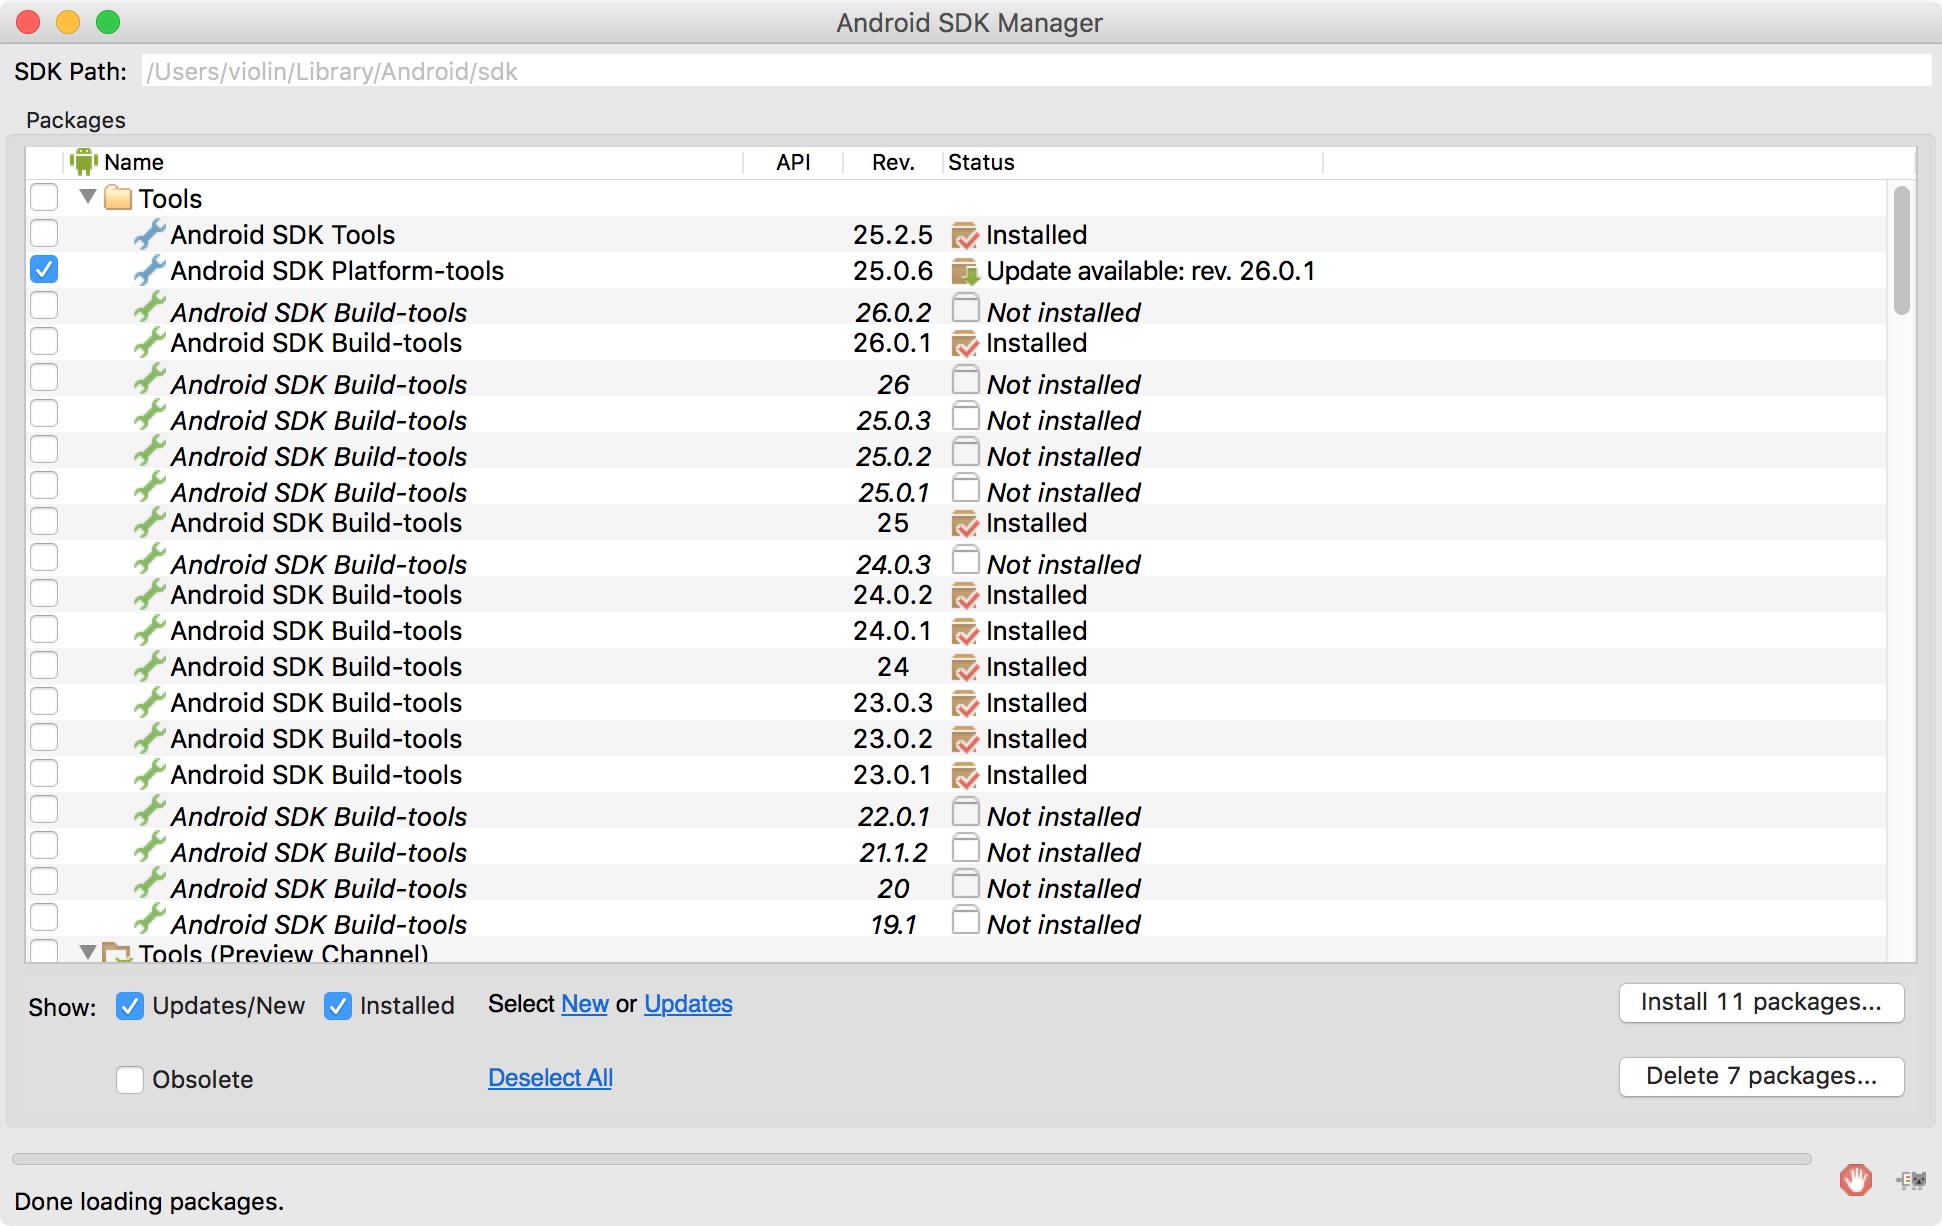 Android SDK Manager
SDK Path: /Users/violin/Library/Android/sdk
Packages
Name API Rev. Status
Tools
Android SDK Tools 25.2.5 Installed
Android SDK Platform-tools 25.0.6 Update available: rev. 26.0.1
Android SDK Build-tools 26.0.2 Not installed
Android SDK Build-tools 26.0.1 Installed
Android SDK Build-tools 26 Not installed
Android SDK Build-tools 25.0.3 Not installed
Android SDK Build-tools 25.0.2 Not installed
Android SDK Build-tools 25.0.1 Not installed
Android SDK Build-tools 25 Installed
Android SDK Build-tools 24.0.3 Not installed
Android SDK Build-tools 24.0.2 Installed
Android SDK Build-tools 24.0.1 Installed
Android SDK Build-tools 24 Installed
Android SDK Build-tools 23.0.3 Installed
Android SDK Build-tools 23.0.2 Installed
Android SDK Build-tools 23.0.1 Installed
Android SDK Build-tools 22.0.1 Not installed
Android SDK Build-tools 21.1.2 Not installed
Android SDK Build-tools 20 Not installed
Android SDK Build-tools 19.1 Not installed
Tools (Preview Channel)
Show: Updates/New Installed Select New or Updates Install 11 packages...
Obsolete Deselect All Delete 7 packages...
Done loading packages.